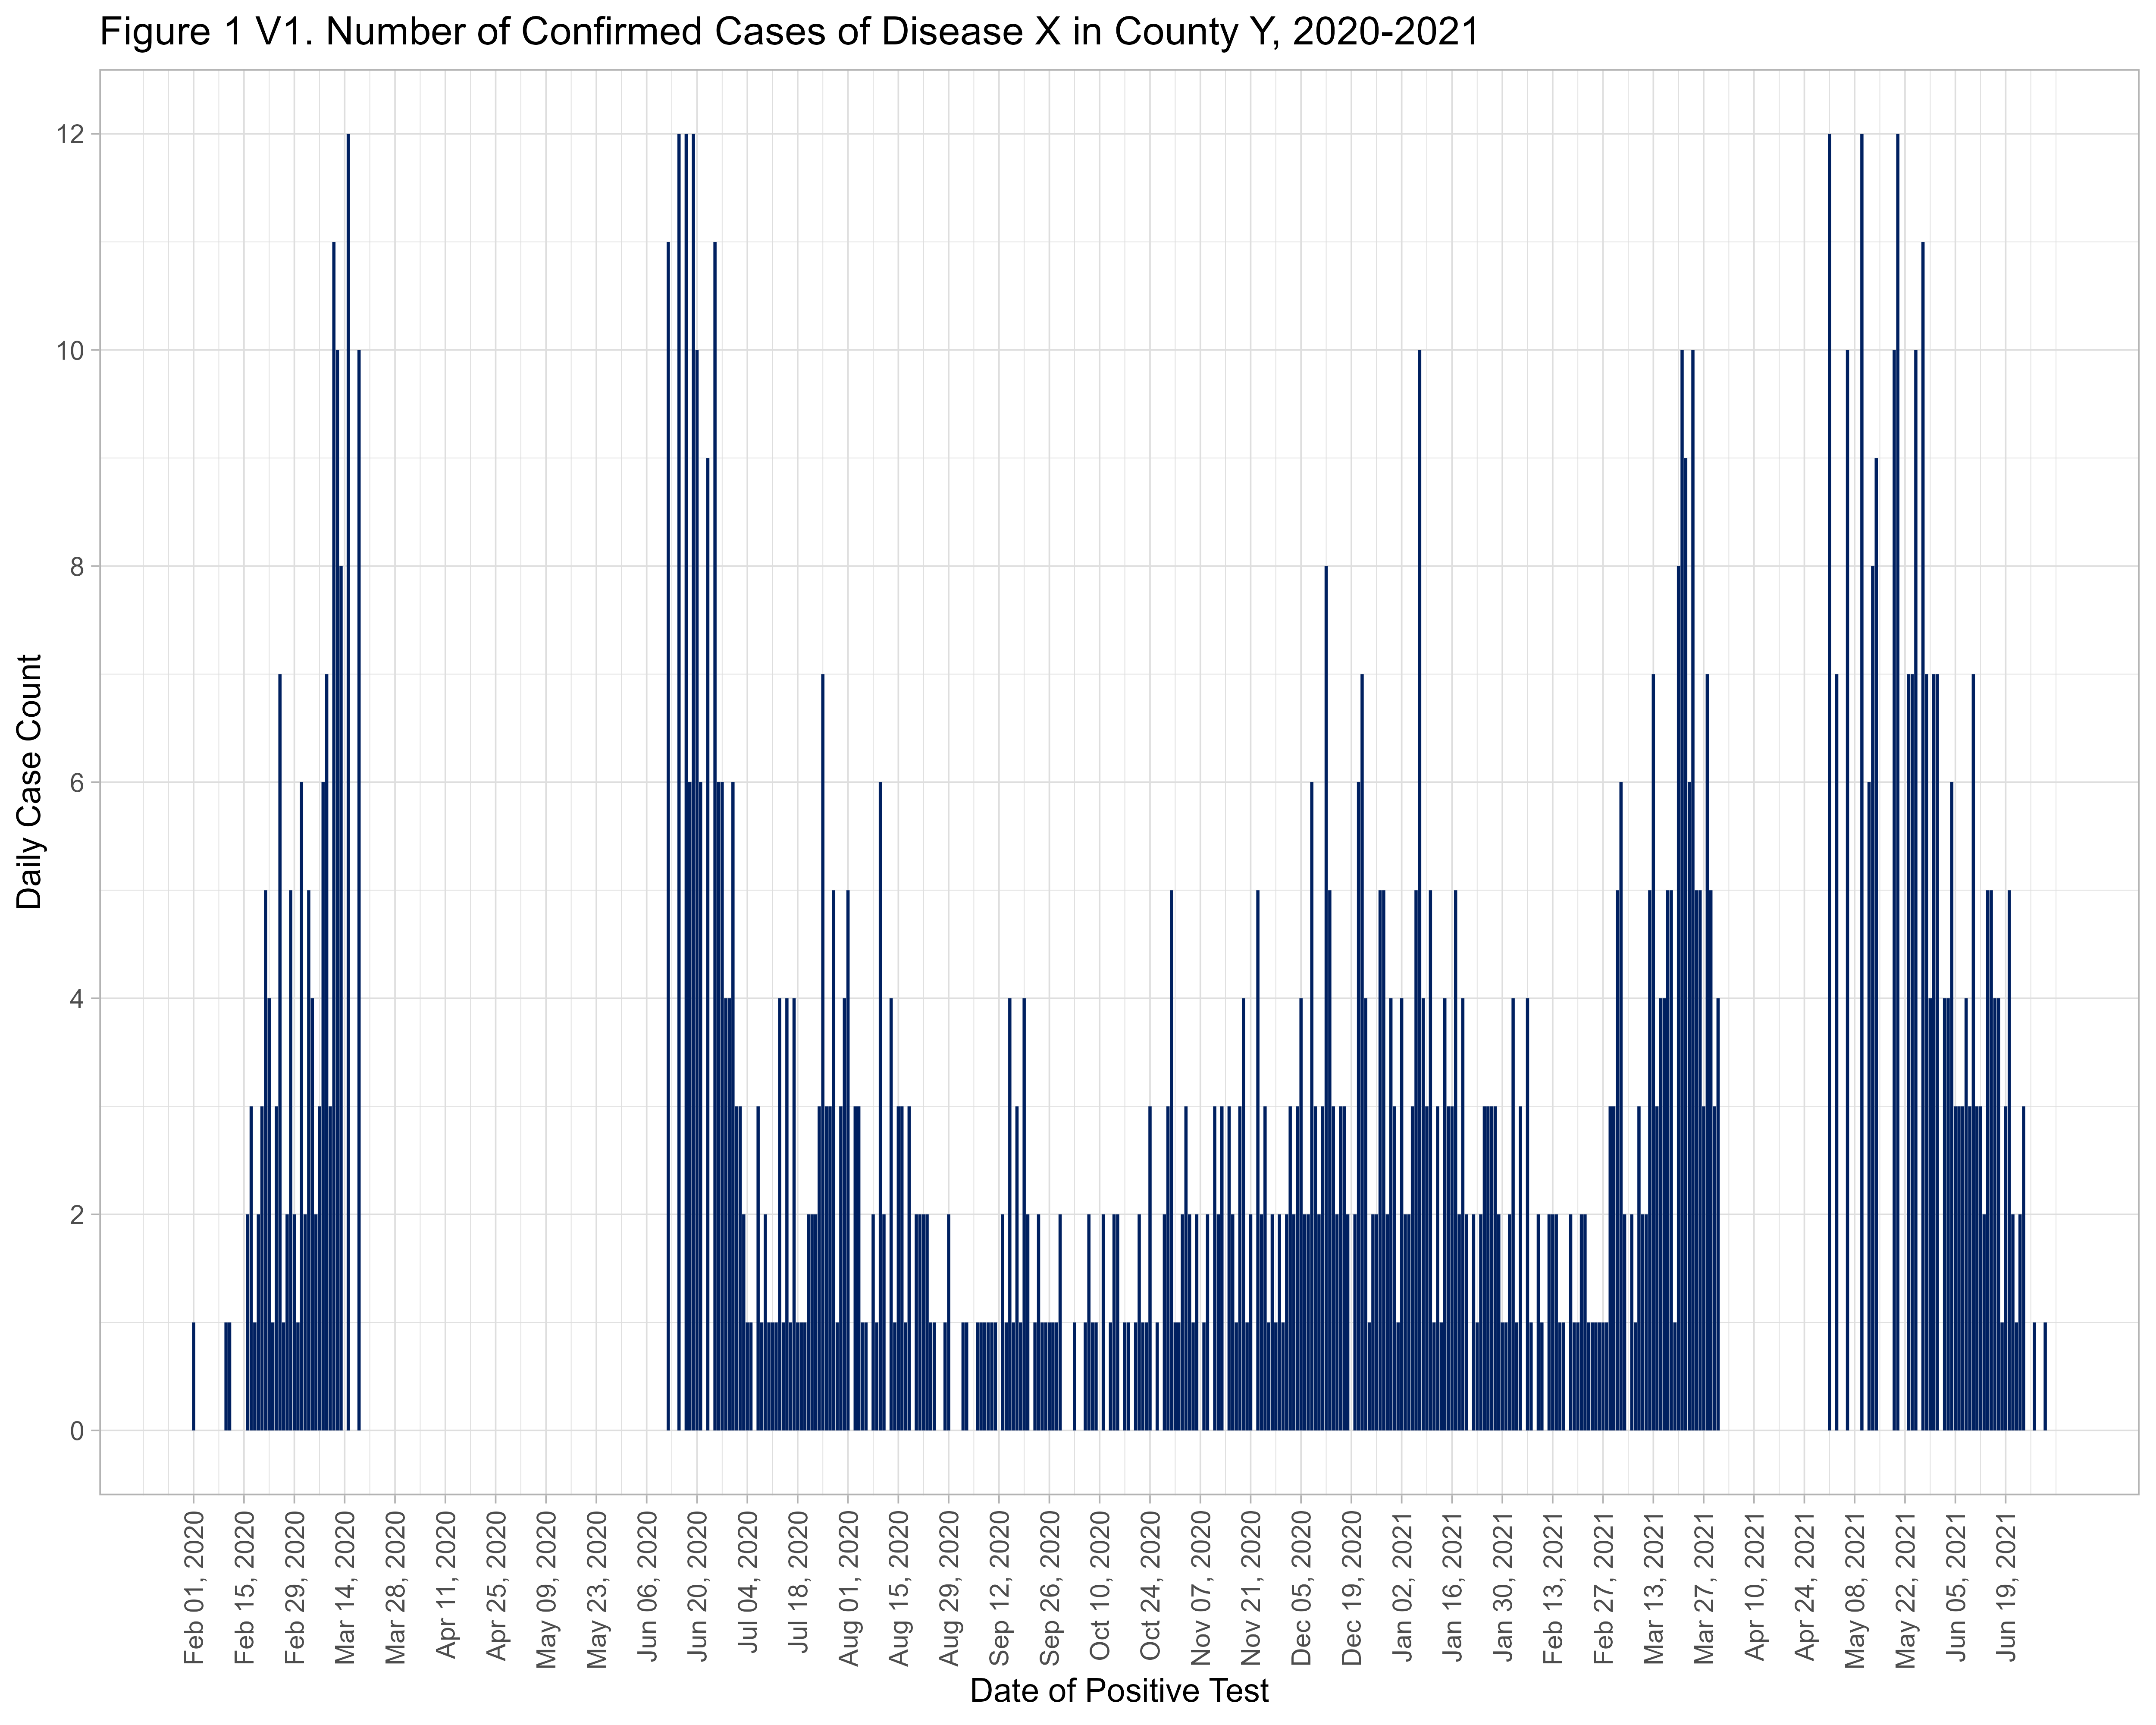 Figure 1 V1. Number of Confirmed Cases of Disease X in County Y, 2020-2021
Daily Case Count
12
10
8
6
4
2
0
Feb 01, 2020
Feb 15, 2020
Feb 29, 2020
Mar 14, 2020
Mar 28, 2020
Apr 11, 2020
Apr 25, 2020
May 09, 2020
May 23, 2020
Jun 06, 2020
Jun 20, 2020
Jul 04, 2020
Jul 18, 2020
Aug 01, 2020
Aug 15, 2020
Aug 29, 2020
Sep 12, 2020
Sep 26, 2020
Oct 10, 2020
Oct 24, 2020
Nov 07, 2020
Nov 21, 2020
Dec 05, 2020
Dec 19, 2020
Jan 02, 2021
Jan 16, 2021
Jan 30, 2021
Feb 13, 2021
Feb 27, 2021
Mar 13, 2021
Mar 27, 2021
Apr 10, 2021
Apr 24, 2021
May 08, 2021
May 22, 2021
Jun 05, 2021
Jun 19, 2021
Date of Positive Test